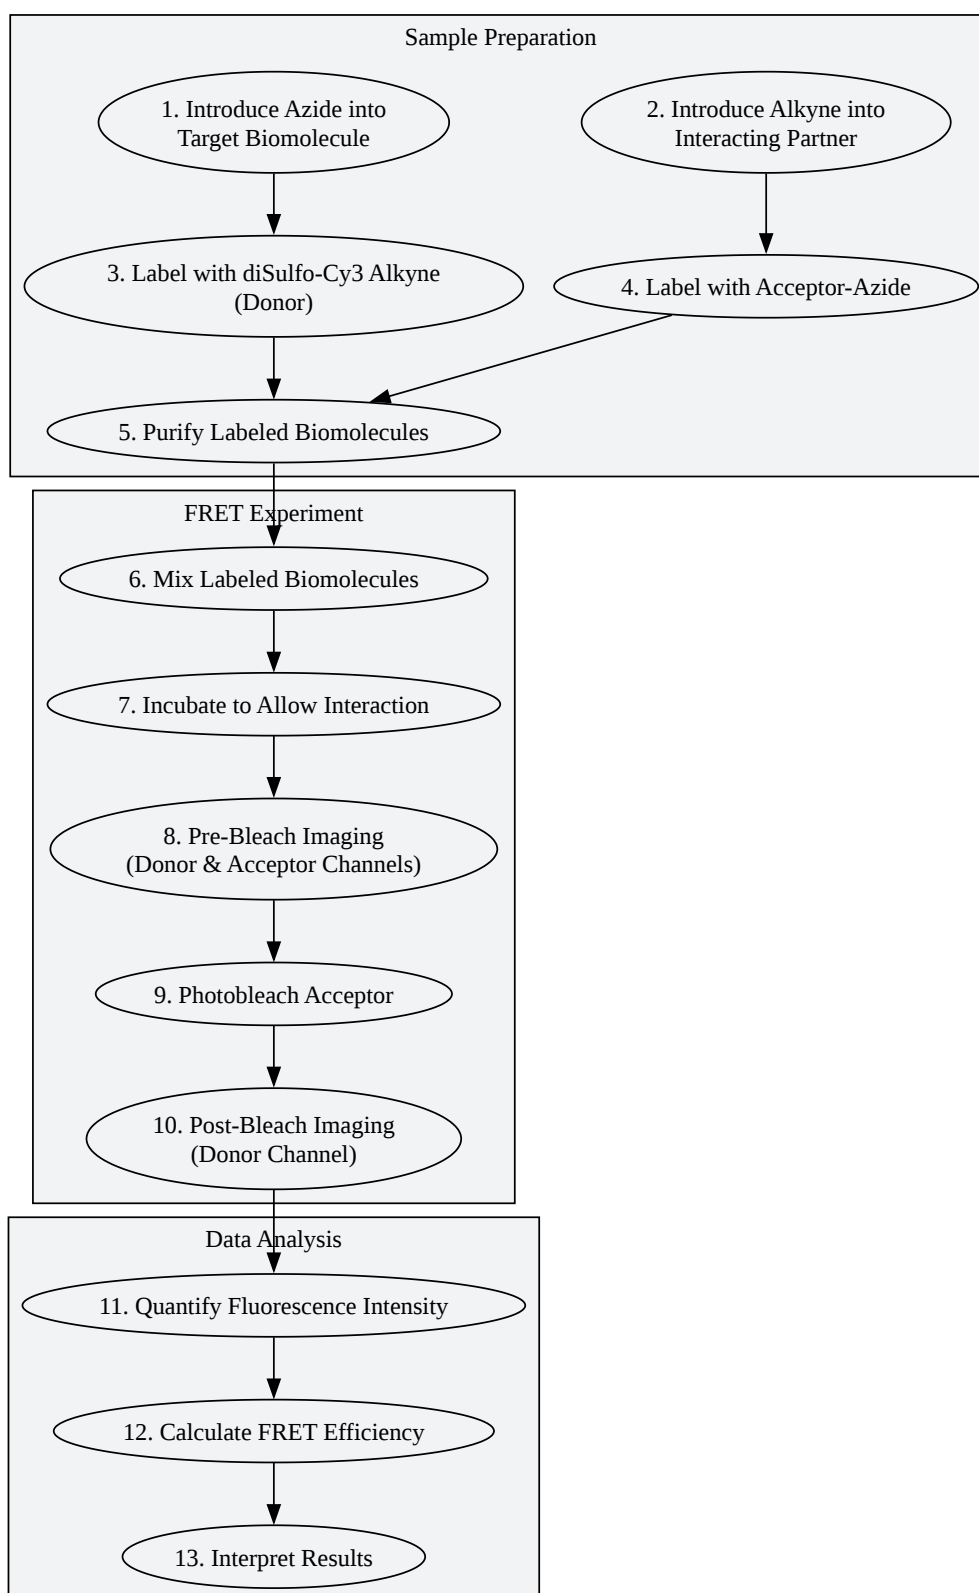 Sample Preparation
1. Introduce Azide into
Target Biomolecule
2. Introduce Alkyne into
Interacting Partner
3. Label with diSulfo-Cy3 Alkyne
(Donor)
4. Label with Acceptor-Azide
5. Purify Labeled Biomolecules
FRET Experiment
6. Mix Labeled Biomolecules
7. Incubate to Allow Interaction
8. Pre-Bleach Imaging
(Donor & Acceptor Channels)
9. Photobleach Acceptor
10. Post-Bleach Imaging
(Donor Channel)
Data Analysis
11. Quantify Fluorescence Intensity
12. Calculate FRET Efficiency
13. Interpret Results